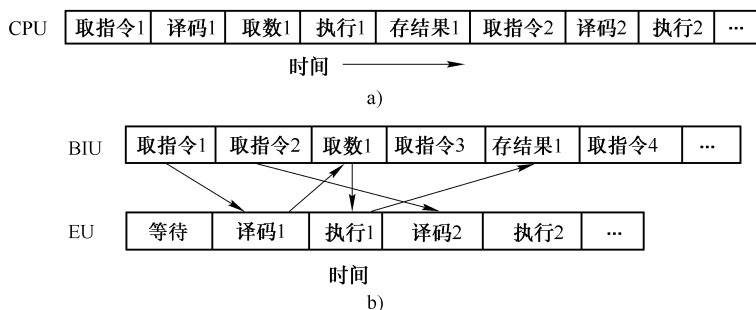 CPU 取指令1 译码1 取数1 执行1 存结果1 取指令2 译码2 执行2 ···
时间
a)
BIU 取指令1 取指令2 取数1 取指令3 存结果1 取指令4 ···
EU 等待 译码1 执行1 译码2 执行2 ···
时间
b)